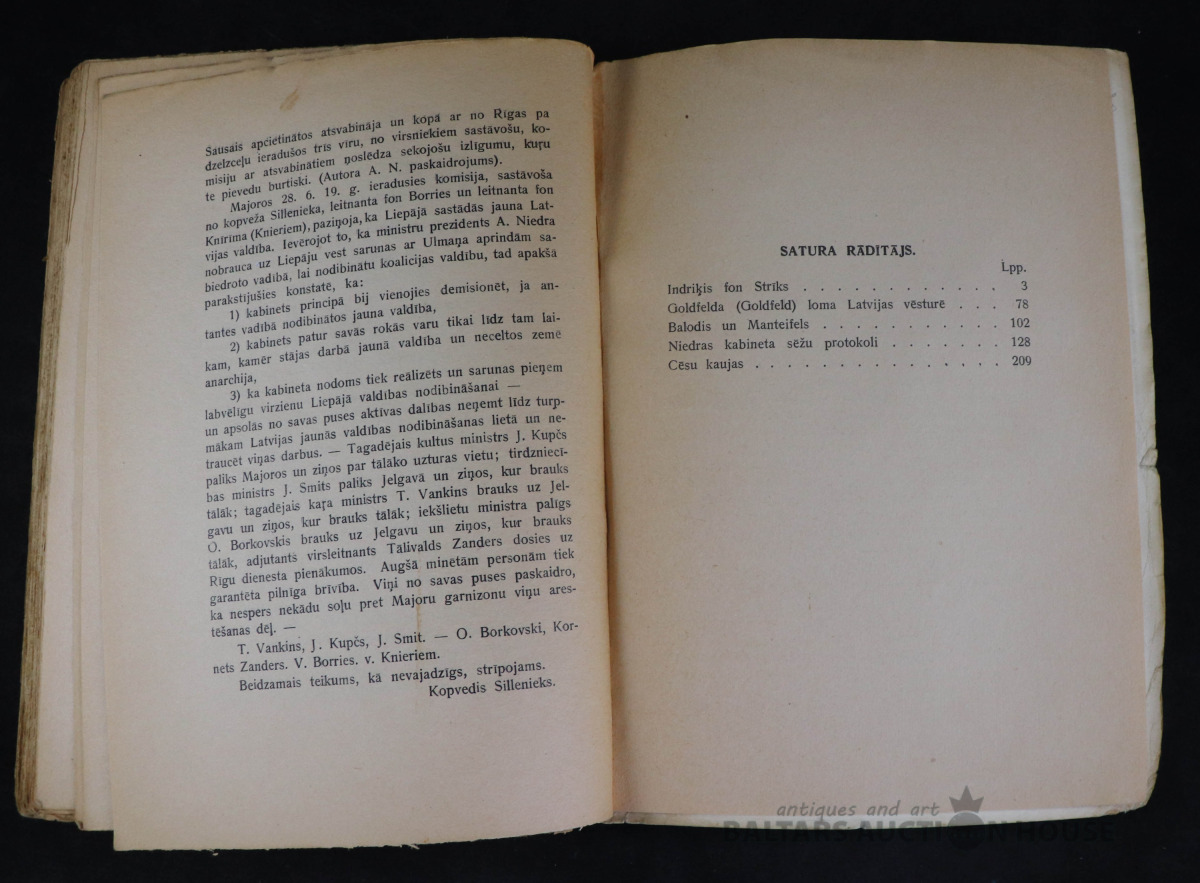 Sausais apcietinātos atsvabināja un kopā ar no Rīgas pa
dzelzceļu ieradušos trīs vīru, no virsniekiem sastāvošu, ko-
misiju ar atsvabinātiem noslēdza sekojošu izlīgumu, kuŗu
te pievedu burtiski. (Autora A. N. paskaidrojums).
Majoros 28. 6. 19. g. ieradusies komisija, sastāvoša
no kopveža Sillenieka, leitnanta fon Borries un leitnanta fon
Knīrīma (Knieriem), paziņoja, ka Liepājā sastādās jauna Lat-
vijas valdība. Ievērojot to, ka ministru prezidents A. Niedra
nobrauca uz Liepāju vest sarunas ar Ulmaņa aprindām sa-
biedroto vadībā, lai nodibinātu koalicijas valdību, tad apakšā
parakstījušies konstatē, ka:
1) kabinets principā bij vienojies demisionēt, ja an-
tantes vadībā nodibinātos jauna valdība,
2) kabinets patur savās rokās varu tikai līdz tam lai-
kam, kamēr stājas darbā jaunā valdība un neceltos zemē
anarchija,
3) ka kabineta nodoms tiek reālizēts un sarunas pieņem
labvēlīgu virzienu Liepājā valdības nodibināšanai —
un apsolās no savas puses aktīvas dalības neņemt līdz turp-
mākam Latvijas jaunās valdības nodibināšanas lietā un ne-
traucēt viņas darbus. — Tagadējais kultus ministrs J. Kupčs
paliks Majoros un ziņos par tālāko uzturas vietu; tirdzniecī-
bas ministrs J. Smits paliks Jelgavā un ziņos, kur brauks
tālāk; tagadējais kaŗa ministrs T. Vankins brauks uz Jel-
gavu un ziņos, kur brauks tālāk; iekšlietu ministra palīgs
O. Borkovskis brauks uz Jelgavu un ziņos, kur brauks
tālāk, adjutants virsleitnants Tālivalds Zanders dosies uz
Rīgu dienesta pienākumos. Augšā minetām personām tiek
garantēta pilnīga brīvība. Viņi no savas puses paskaidro,
ka nespers nekādu soļu pret Majoru garnizonu viņu ares-
tēšanas dēļ. —
T. Vankins, J. Kupčs, J. Smit. — O. Borkovski, Kor-
nets Zanders. V. Borries. v. Knieriem.
Beidzamais teikums, kā nevajadzīgs, strīpojams.
Kopvedis Sillenieks.
SATURA RĀDĪTĀJS.
Lpp.
Indriķis fon Strīks . . . . . . . . . . . . . 3
Goldfelda (Goldfeld) loma Latvijas vēsturē . . . 78
Balodis un Manteifels . . . . . . . . . . . 102
Niedras kabineta sēžu protokoli . . . . . . . 128
Cēsu kaujas . . . . . . . . . . . . . . . 209
antiques and art
BALTARS AUCTION HOUSE